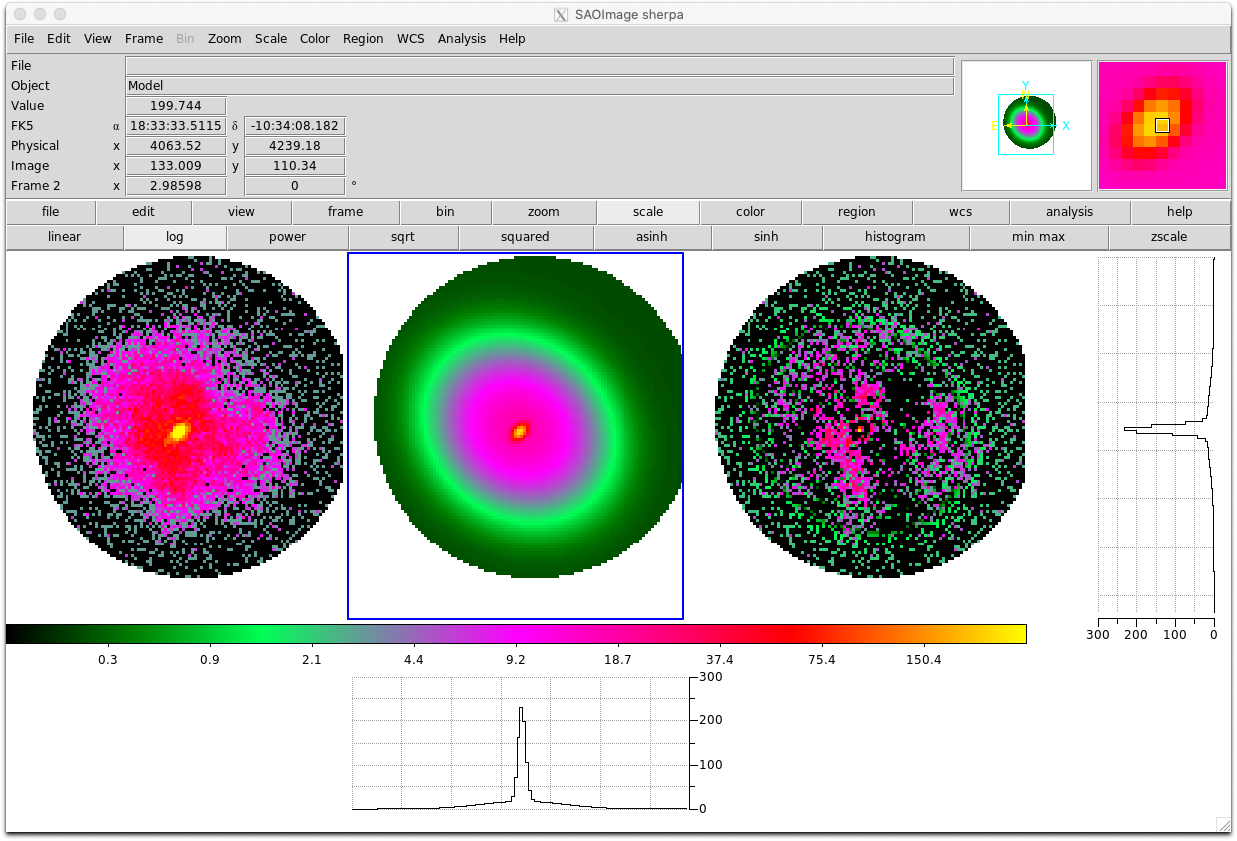 SAOImage sherpa
File Edit View Frame Bin Zoom Scale Color Region WCS Analysis Help
File
Object Model
Value 199.744
FK5 α 18:33:33.5115 δ -10:34:08.182
Physical x 4063.52 y 4239.18
Image x 133.009 y 110.34
Frame 2 x 2.98598 0 °
Y
N
E X
file edit view frame bin zoom scale color region wcs analysis help
linear log power sqrt squared asinh sinh histogram min max zscale
300 200 100 0
0.3 0.9 2.1 4.4 9.2 18.7 37.4 75.4 150.4
300
200
100
0